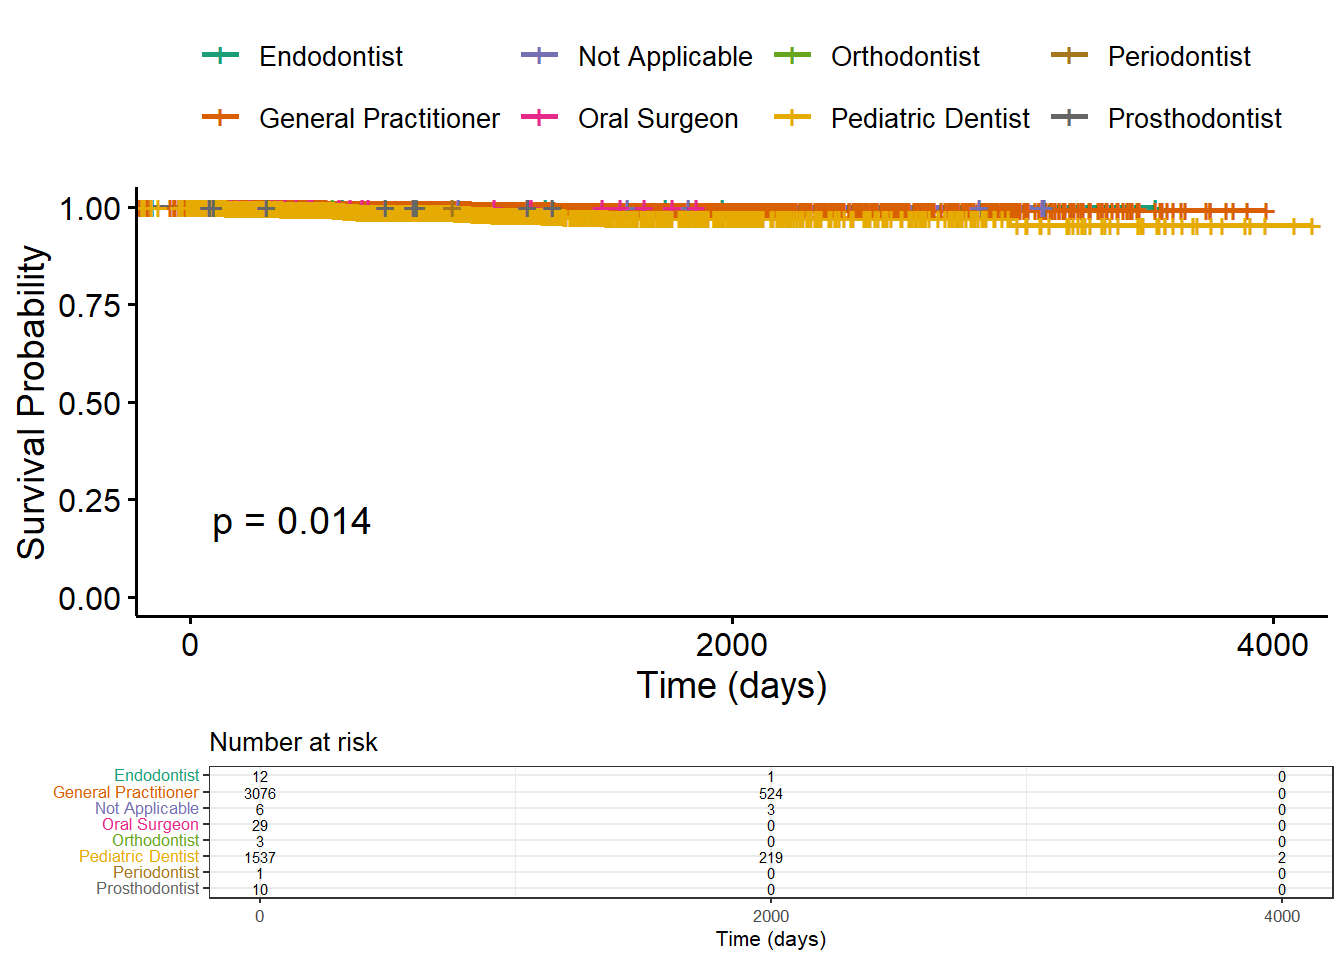 Endodontist Not Applicable Orthodontist Periodontist
General Practitioner Oral Surgeon Pediatric Dentist Prosthodontist
1.00
0.75
0.50
0.25
0.00
Survival Probability
p = 0.014
0 2000 4000
Time (days)
Number at risk
Endodontist 12 1 0
General Practitioner 3076 524 0
Not Applicable 6 3 0
Oral Surgeon 29 0 0
Orthodontist 3 0 0
Pediatric Dentist 1537 219 2
Periodontist 1 0 0
Prosthodontist 10 0 0
0 2000 4000
Time (days)